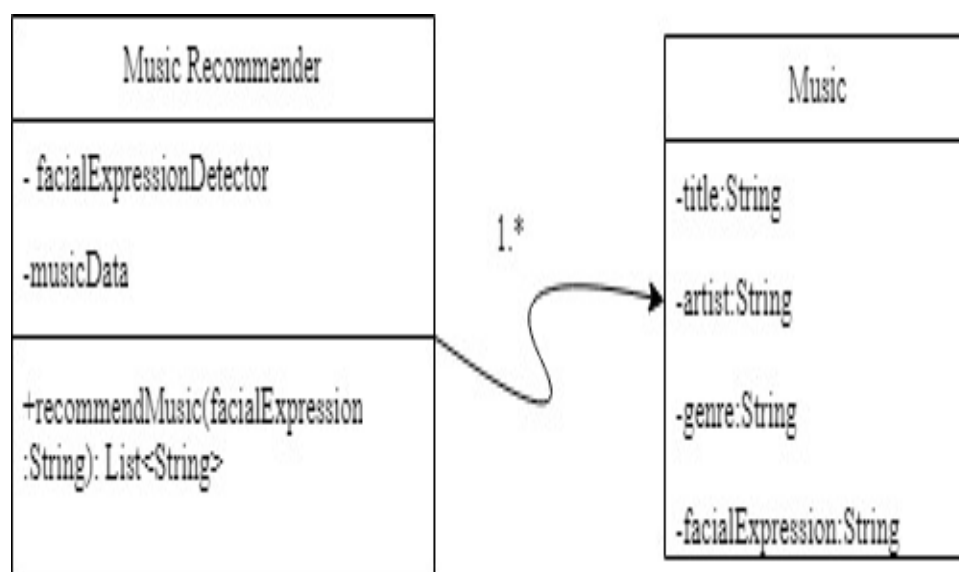 Music Recommender
- facialExpressionDetector
-musicData
+recommendMusic(facialExpression
:String): List<String>
1.*
Music
-title:String
-artist:String
-genre:String
-facialExpression:String